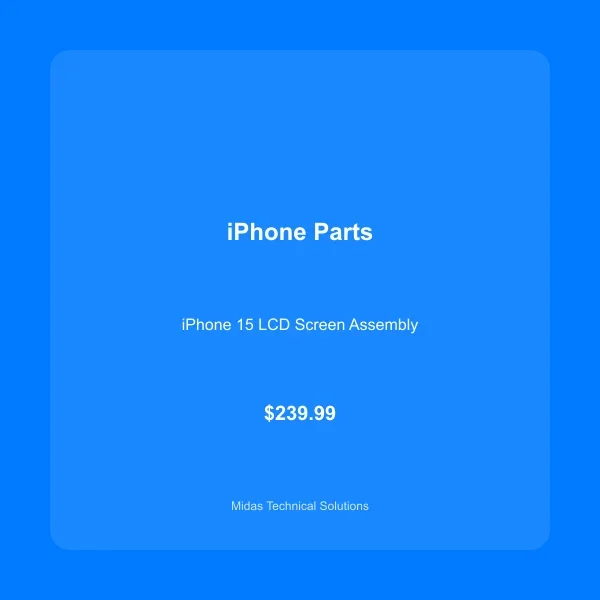 iPhone Parts
iPhone 15 LCD Screen Assembly
$239.99
Midas Technical Solutions